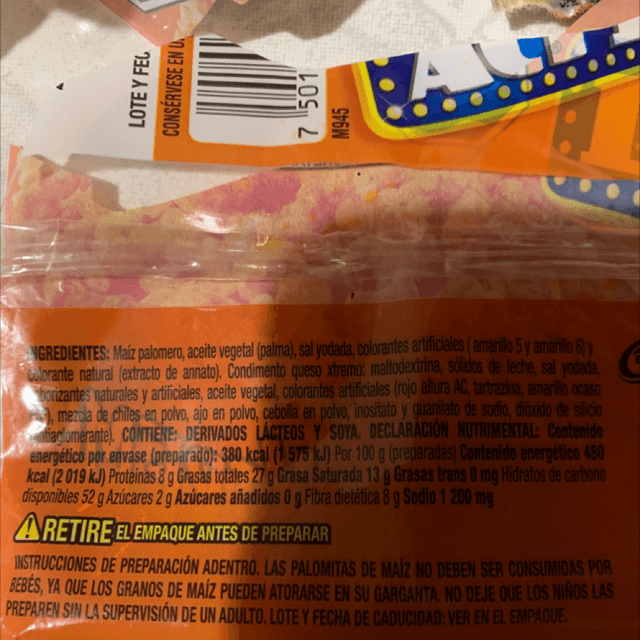 LOTE Y FEC
CONSÉRVESE EN
7 501
M945
ACT
INGREDIENTES: Maíz palomero, aceite vegetal (palma), sal yodada, colorantes artificiales ( amarillo 5 y amarillo 6) y
colorante natural (extracto de annato). Condimento queso xtremo: maltodextrina, sólidos de leche, sal yodada,
saborizantes naturales y artificiales, aceite vegetal, colorantes artificiales (rojo allura AC, tartrazina, amarillo ocaso
mezcla de chiles en polvo, ajo en polvo, cebolla en polvo, inositato y guanilato de sodio, dióxido de silicio
(antiaglomerante). CONTIENE: DERIVADOS LÁCTEOS Y SOYA. DECLARACIÓN NUTRIMENTAL: Contenido
energético por envase (preparado): 380 kcal (1 575 kJ) Por 100 g (preparadas) Contenido energético 480
kcal (2 019 kJ) Proteínas 8 g Grasas totales 27 g Grasa Saturada 13 g Grasas trans 0 mg Hidratos de carbono
disponibles 52 g Azúcares 2 g Azúcares añadidos 0 g Fibra dietética 8 g Sodio 1 200 mg
RETIRE EL EMPAQUE ANTES DE PREPARAR
INSTRUCCIONES DE PREPARACIÓN ADENTRO. LAS PALOMITAS DE MAÍZ NO DEBEN SER CONSUMIDAS POR
BEBÉS, YA QUE LOS GRANOS DE MAÍZ PUEDEN ATORARSE EN SU GARGANTA. NO DEJE QUE LOS NIÑOS LAS
PREPAREN SIN LA SUPERVISIÓN DE UN ADULTO. LOTE Y FECHA DE CADUCIDAD: VER EN EL EMPAQUE.